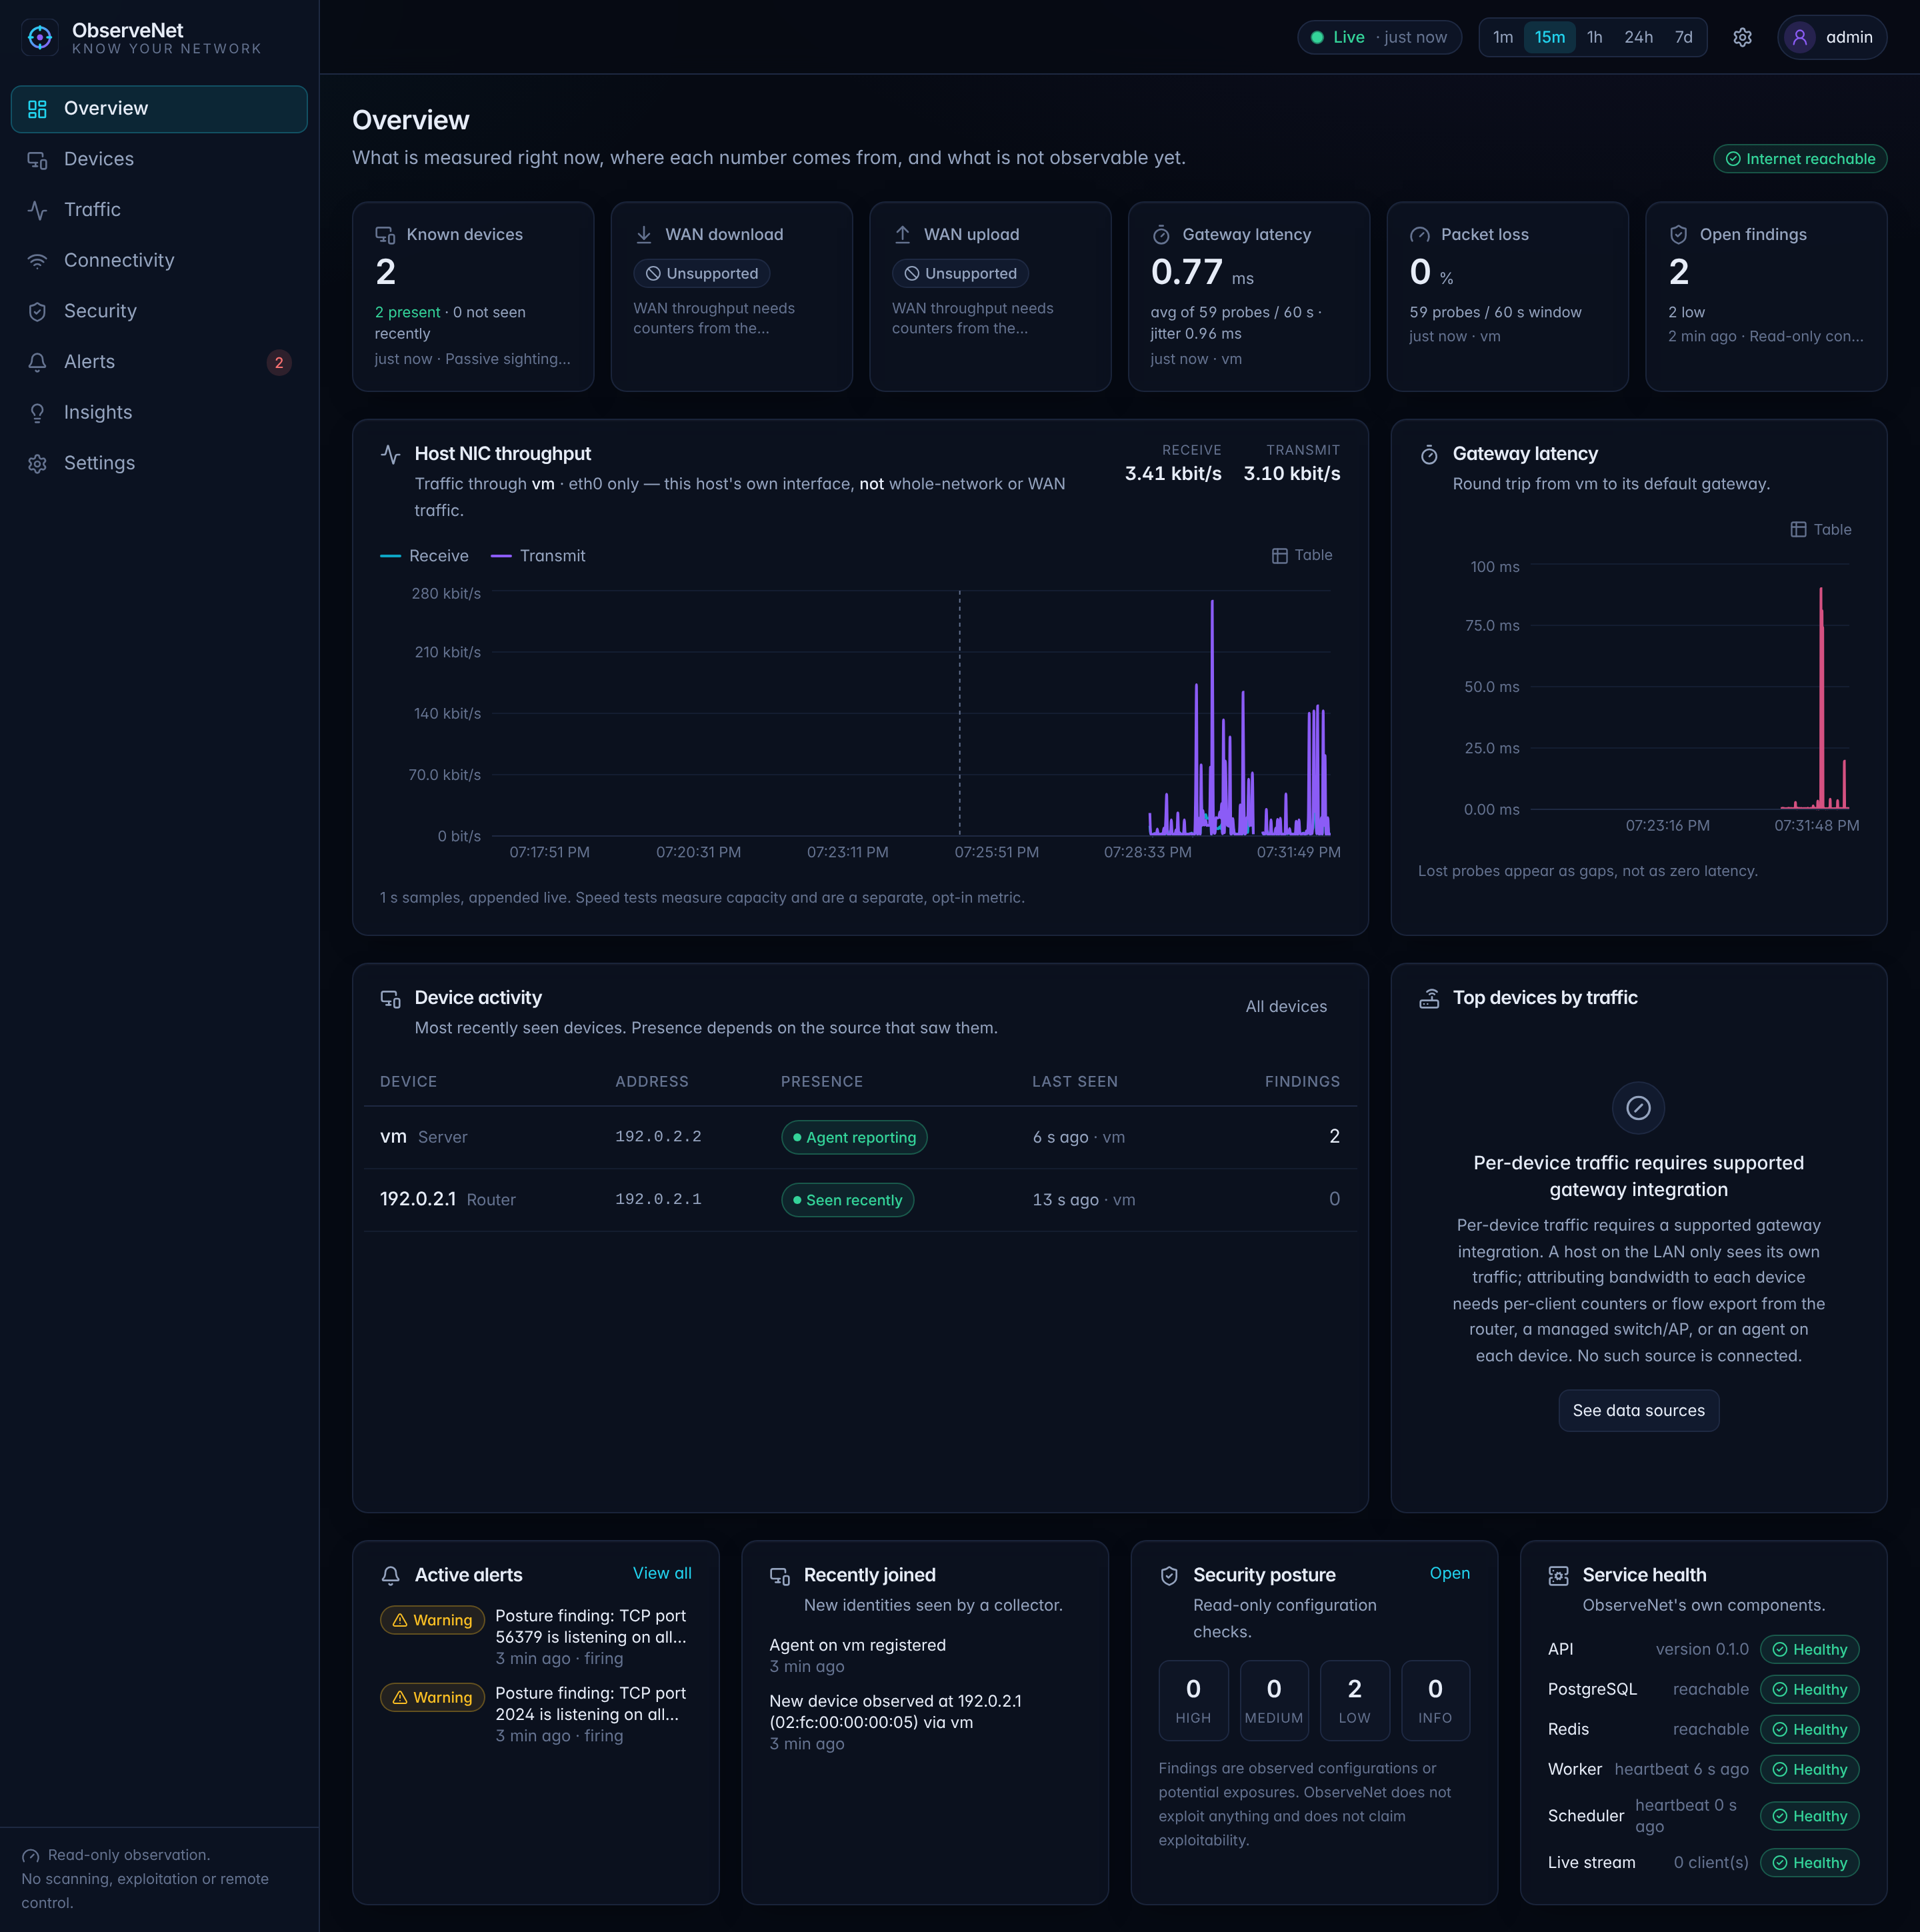 ObserveNet
KNOW YOUR NETWORK
Overview
Devices
Traffic
Connectivity
Security
Alerts 2
Insights
Settings
Read-only observation.
No scanning, exploitation or remote
control.
Live · just now
1m 15m 1h 24h 7d
admin
Overview
What is measured right now, where each number comes from, and what is not observable yet.
Internet reachable
Known devices
2
2 present · 0 not seen
recently
just now · Passive sighting...
WAN download
Unsupported
WAN throughput needs
counters from the...
WAN upload
Unsupported
WAN throughput needs
counters from the...
Gateway latency
0.77 ms
avg of 59 probes / 60 s ·
jitter 0.96 ms
just now · vm
Packet loss
0 %
59 probes / 60 s window
just now · vm
Open findings
2
2 low
2 min ago · Read-only con...
Host NIC throughput
Traffic through vm · eth0 only — this host's own interface, not whole-network or WAN
traffic.
RECEIVE
3.41 kbit/s
TRANSMIT
3.10 kbit/s
Receive
Transmit
Table
280 kbit/s
210 kbit/s
140 kbit/s
70.0 kbit/s
0 bit/s
07:17:51 PM
07:20:31 PM
07:23:11 PM
07:25:51 PM
07:28:33 PM
07:31:49 PM
1 s samples, appended live. Speed tests measure capacity and are a separate, opt-in metric.
Gateway latency
Round trip from vm to its default gateway.
Table
100 ms
75.0 ms
50.0 ms
25.0 ms
0.00 ms
07:23:16 PM
07:31:48 PM
Lost probes appear as gaps, not as zero latency.
Device activity
Most recently seen devices. Presence depends on the source that saw them.
All devices
DEVICE ADDRESS PRESENCE LAST SEEN FINDINGS
vm Server 192.0.2.2 Agent reporting 6 s ago · vm 2
192.0.2.1 Router 192.0.2.1 Seen recently 13 s ago · vm 0
Top devices by traffic
Per-device traffic requires supported
gateway integration
Per-device traffic requires a supported gateway
integration. A host on the LAN only sees its own
traffic; attributing bandwidth to each device
needs per-client counters or flow export from the
router, a managed switch/AP, or an agent on
each device. No such source is connected.
See data sources
Active alerts
View all
Warning
Posture finding: TCP port
56379 is listening on all...
3 min ago · firing
Warning
Posture finding: TCP port
2024 is listening on all...
3 min ago · firing
Recently joined
New identities seen by a collector.
Agent on vm registered
3 min ago
New device observed at 192.0.2.1
(02:fc:00:00:00:05) via vm
3 min ago
Security posture
Open
Read-only configuration
checks.
0 HIGH
0 MEDIUM
2 LOW
0 INFO
Findings are observed configurations or
potential exposures. ObserveNet does not
exploit anything and does not claim
exploitability.
Service health
ObserveNet's own components.
API version 0.1.0 Healthy
PostgreSQL reachable Healthy
Redis reachable Healthy
Worker heartbeat 6 s ago Healthy
Scheduler heartbeat 0 s ago Healthy
Live stream 0 client(s) Healthy